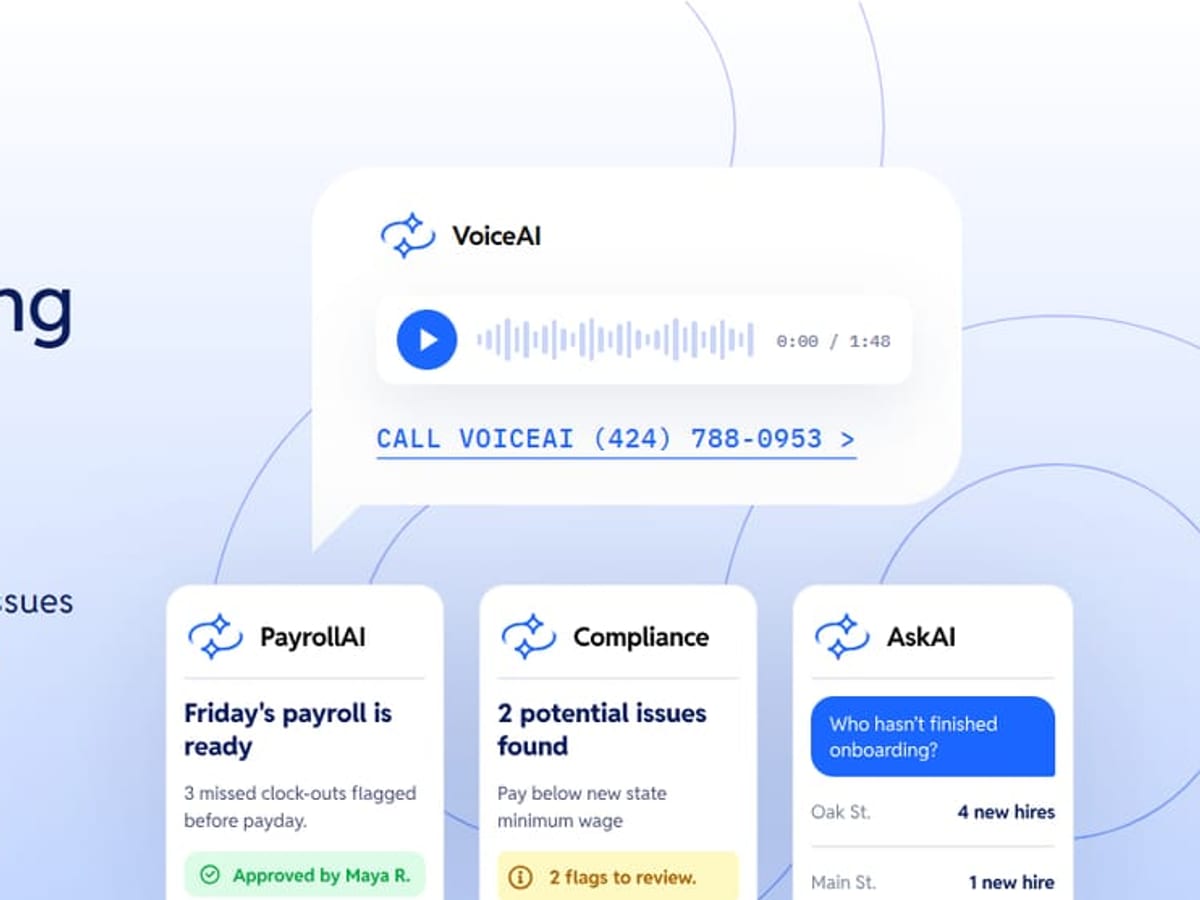 VoiceAI
0:00 / 1:48
CALL VOICEAI (424) 788-0953 >
PayrollAI
Friday's payroll is
ready
3 missed clock-outs flagged
before payday.
Approved by Maya R.
Compliance
2 potential issues
found
Pay below new state
minimum wage
2 flags to review.
AskAI
Who hasn't finished
onboarding?
Oak St. 4 new hires
Main St. 1 new hire